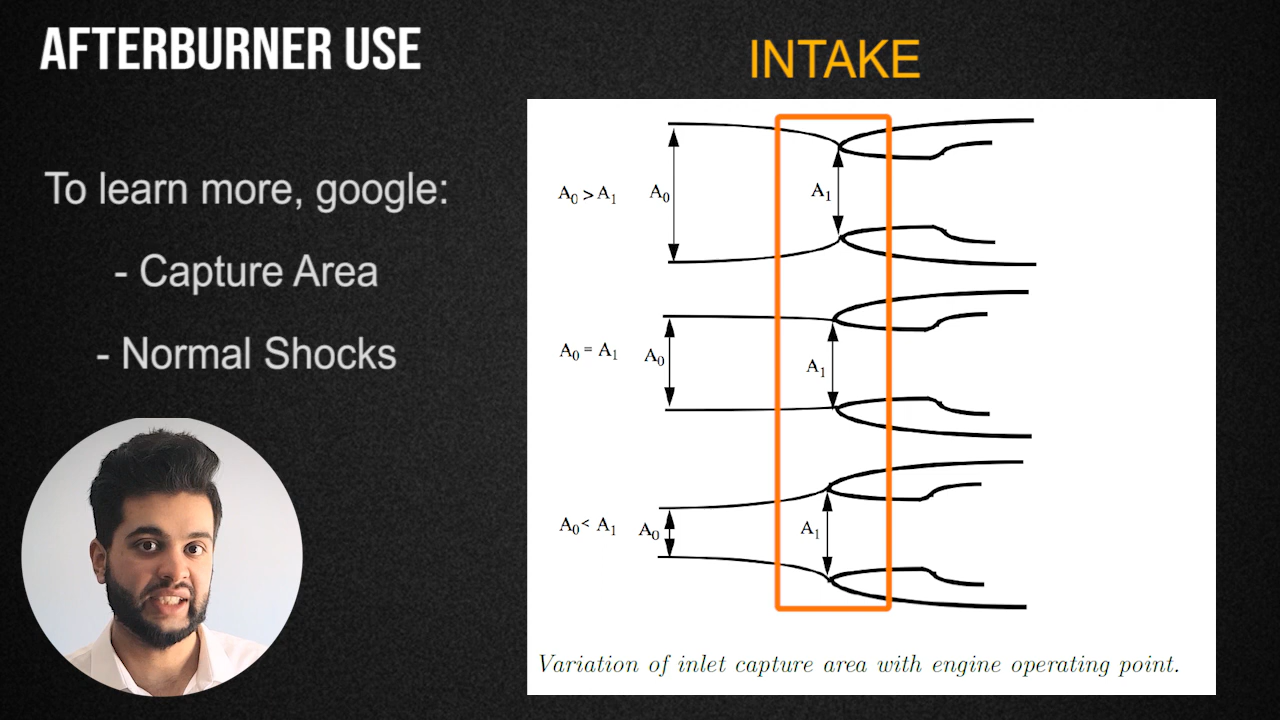 AFTERBURNER USE
INTAKE
To learn more, google:
- Capture Area
- Normal Shocks
A₀ > A₁
A₀
A₁
A₀ = A₁
A₀
A₁
A₀ < A₁
A₀
A₁
Variation of inlet capture area with engine operating point.